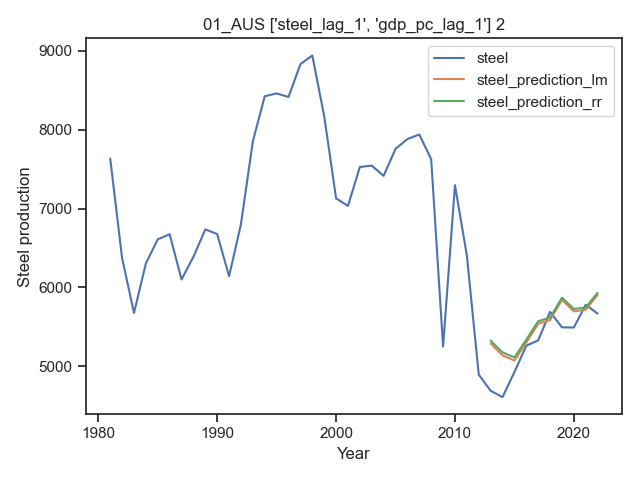 01_AUS ['steel_lag_1', 'gdp_pc_lag_1'] 2
steel
steel_prediction_lm
steel_prediction_rr
9000
8000
7000
6000
5000
Steel production
1980
1990
2000
2010
2020
Year